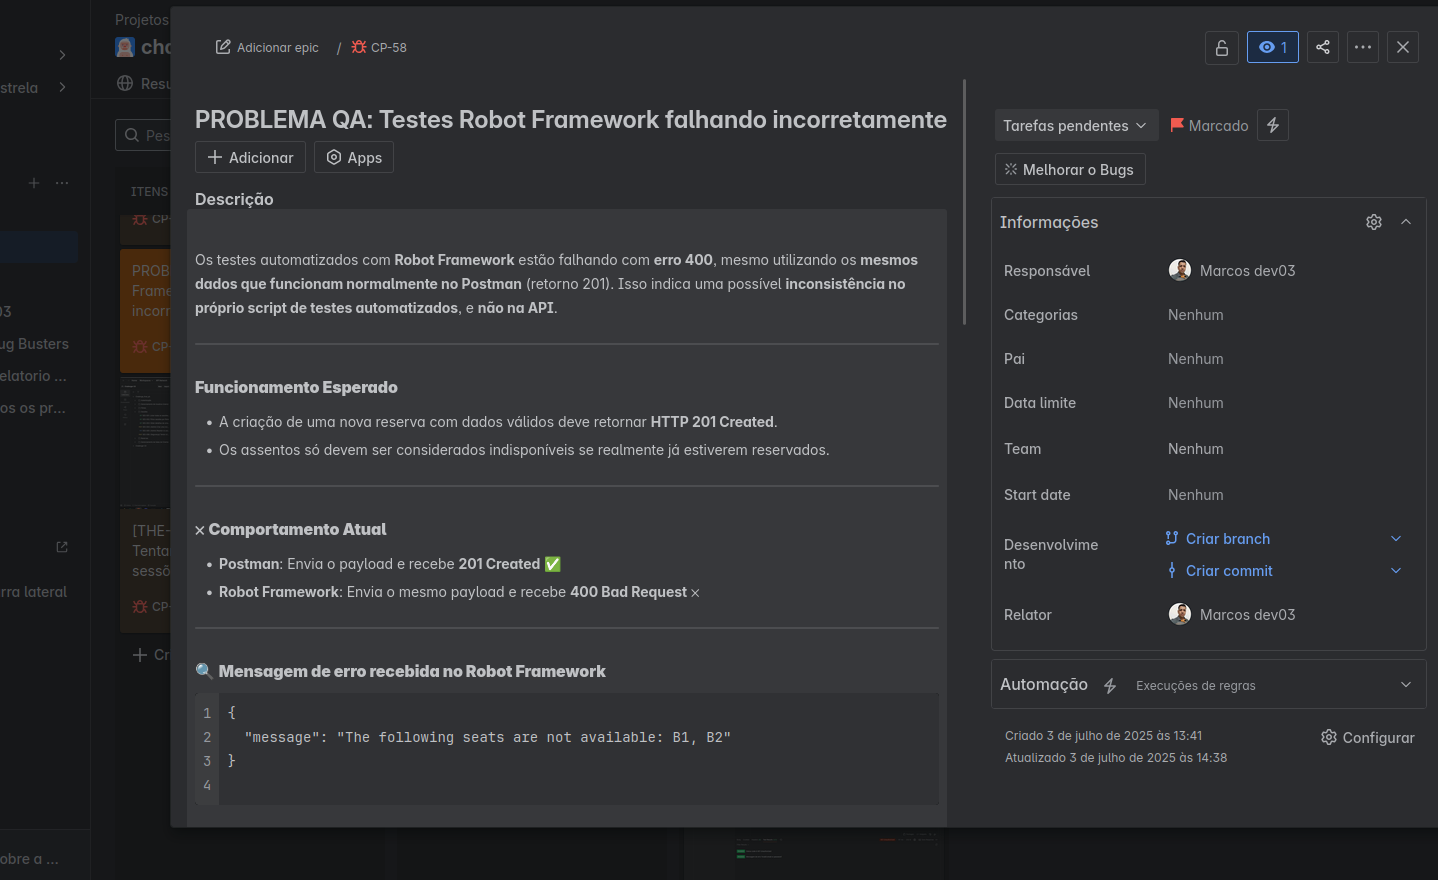 Projetos
Adicionar epic
/
CP-58
1
strela
PROBLEMA QA: Testes Robot Framework falhando incorretamente
Tarefas pendentes
Marcado
Adicionar
Apps
Melhorar o Bugs
ITENS
Descrição
Informações
Os testes automatizados com Robot Framework estão falhando com erro 400, mesmo utilizando os mesmos
dados que funcionam normalmente no Postman (retorno 201). Isso indica uma possível inconsistência no
próprio script de testes automatizados, e não na API.
Funcionamento Esperado
• A criação de uma nova reserva com dados válidos deve retornar HTTP 201 Created.
• Os assentos só devem ser considerados indisponíveis se realmente já estiverem reservados.
× Comportamento Atual
• Postman: Envia o payload e recebe 201 Created ✅
• Robot Framework: Envia o mesmo payload e recebe 400 Bad Request ×
🔍 Mensagem de erro recebida no Robot Framework
1 {
2 "message": "The following seats are not available: B1, B2"
3 }
4
Responsável Marcos dev03
Categorias Nenhum
Pai Nenhum
Data limite Nenhum
Team Nenhum
Start date Nenhum
Desenvolvime
nto
Criar branch
Criar commit
Relator Marcos dev03
Automação Execuções de regras
Criado 3 de julho de 2025 às 13:41
Atualizado 3 de julho de 2025 às 14:38
Configurar
03
ug Busters
elatorio ...
os os pr...
rra lateral
obre a ...
cho
Resu
Pes
CP-
PROB
Frame
incorr
CP-
[THE-
Tenta
sessõ
CP-
Cr